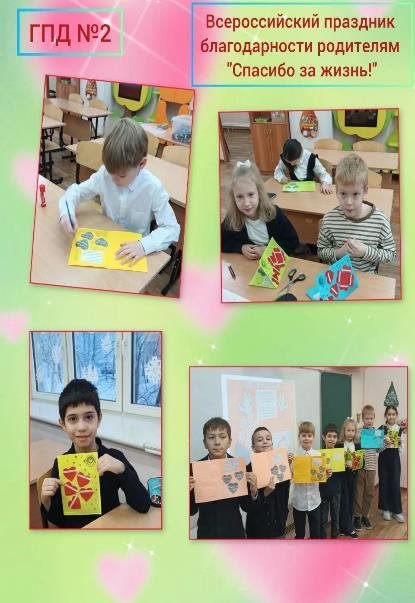 ГПД №2
Всероссийский праздник
благодарности родителям
"Спасибо за жизнь!"